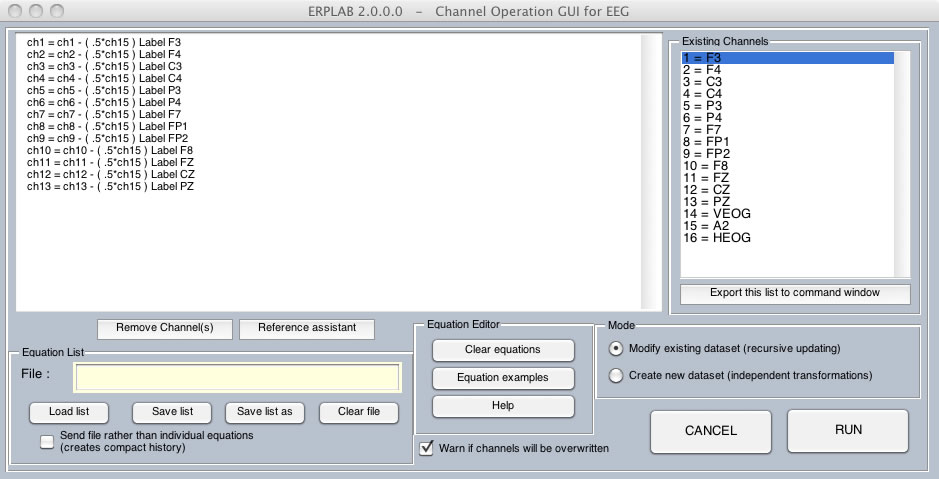 ERPLAB 2.0.0.0 - Channel Operation GUI for EEG
ch1 = ch1 - ( .5*ch15 ) Label F3
ch2 = ch2 - ( .5*ch15 ) Label F4
ch3 = ch3 - ( .5*ch15 ) Label C3
ch4 = ch4 - ( .5*ch15 ) Label C4
ch5 = ch5 - ( .5*ch15 ) Label P3
ch6 = ch6 - ( .5*ch15 ) Label P4
ch7 = ch7 - ( .5*ch15 ) Label F7
ch8 = ch8 - ( .5*ch15 ) Label FP1
ch9 = ch9 - ( .5*ch15 ) Label FP2
ch10 = ch10 - ( .5*ch15 ) Label F8
ch11 = ch11 - ( .5*ch15 ) Label FZ
ch12 = ch12 - ( .5*ch15 ) Label CZ
ch13 = ch13 - ( .5*ch15 ) Label PZ
Existing Channels
1 = F3
2 = F4
3 = C3
4 = C4
5 = P3
6 = P4
7 = F7
8 = FP1
9 = FP2
10 = F8
11 = FZ
12 = CZ
13 = PZ
14 = VEOG
15 = A2
16 = HEOG
Export this list to command window
Remove Channel(s)
Reference assistant
Equation List
File :
Load list
Save list
Save list as
Clear file
Send file rather than individual equations
(creates compact history)
Equation Editor
Clear equations
Equation examples
Help
Warn if channels will be overwritten
Mode
Modify existing dataset (recursive updating)
Create new dataset (independent transformations)
CANCEL
RUN